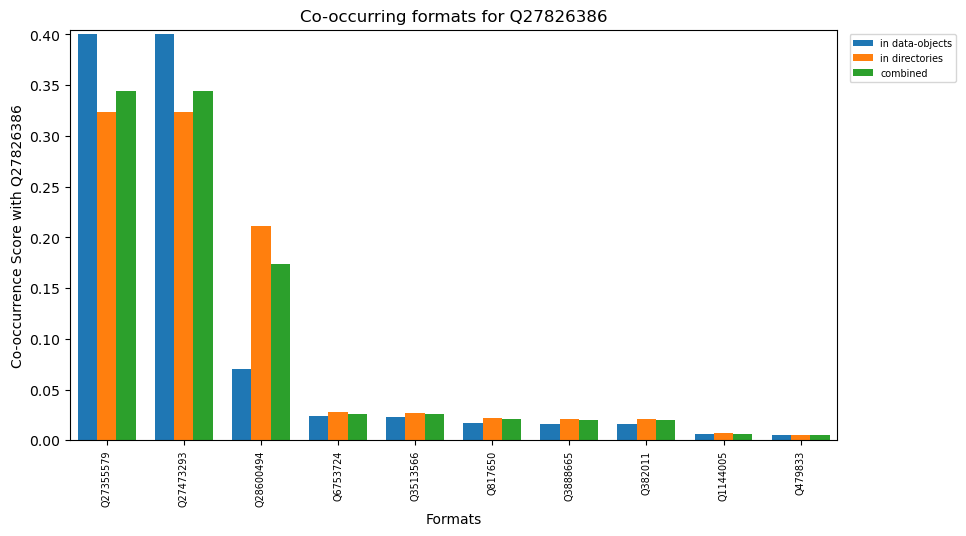 Co-occurring formats for Q27826386
Co-occurrence Score with Q27826386
0.40
0.35
0.30
0.25
0.20
0.15
0.10
0.05
0.00
Q27355579
Q27473293
Q28600494
Q6753724
Q3513566
Q817650
Q3888665
Q382011
Q1144005
Q479833
Formats
in data-objects
in directories
combined